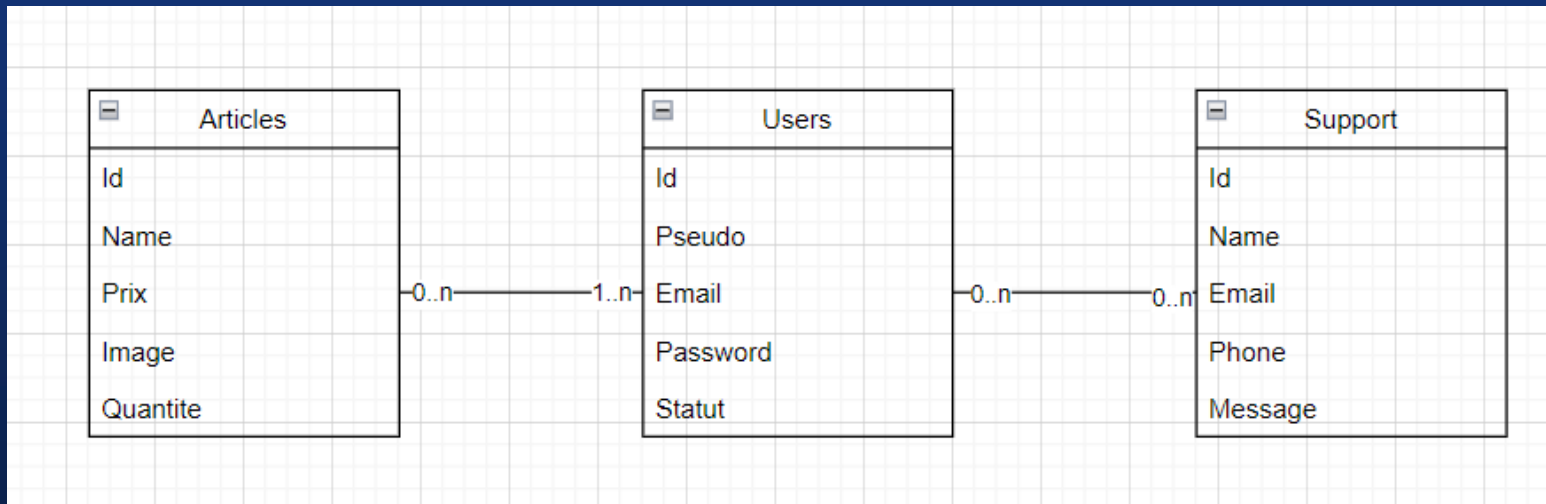 Articles
Id
Name
Prix
Image
Quantite
0..n
1..n
Users
Id
Pseudo
Email
Password
Statut
0..n
0..n
Support
Id
Name
Email
Phone
Message